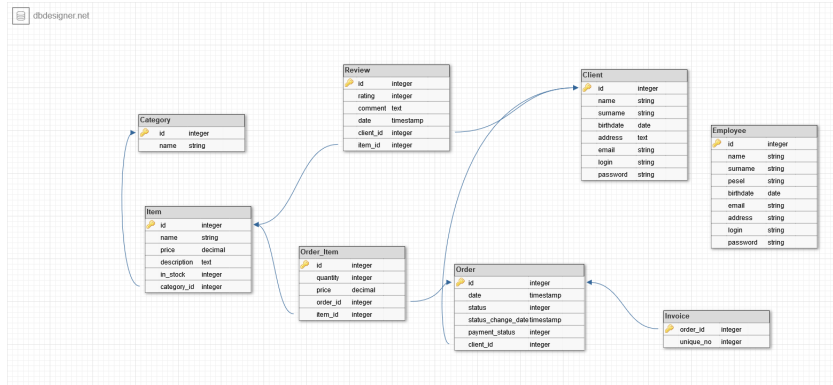 dbdesigner.net
Review
id integer
rating integer
comment text
date timestamp
client_id integer
item_id integer
Client
id integer
name string
surname string
birthdate date
address text
email string
login string
password string
Category
id integer
name string
Employee
id integer
name string
surname string
pesel string
birthdate date
email string
address string
login string
password string
Item
id integer
name string
price decimal
description text
in_stock integer
category_id integer
Order_Item
id integer
quantity integer
price decimal
order_id integer
item_id integer
Order
id integer
date timestamp
status integer
status_change_date timestamp
payment_status integer
client_id integer
Invoice
order_id integer
unique_no integer